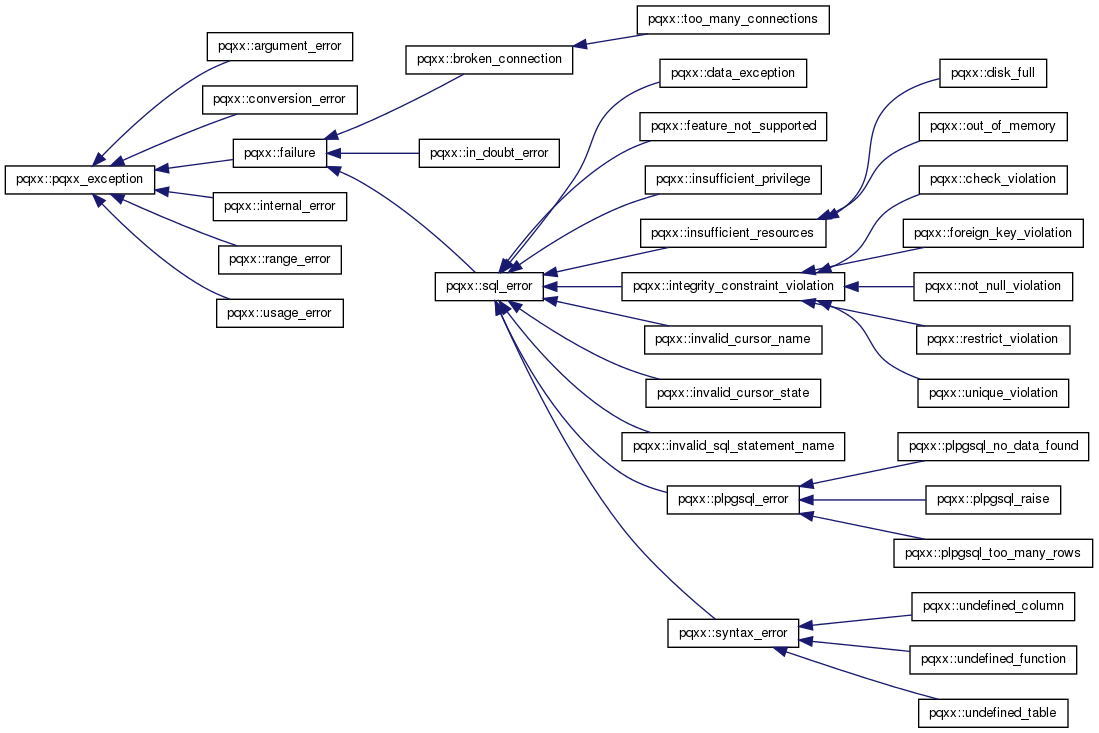 pqxx::too_many_connections
pqxx::argument_error
pqxx::broken_connection
pqxx::data_exception
pqxx::disk_full
pqxx::conversion_error
pqxx::feature_not_supported
pqxx::out_of_memory
pqxx::failure
pqxx::in_doubt_error
pqxx::pqxx_exception
pqxx::insufficient_privilege
pqxx::check_violation
pqxx::internal_error
pqxx::insufficient_resources
pqxx::foreign_key_violation
pqxx::range_error
pqxx::sql_error
pqxx::integrity_constraint_violation
pqxx::not_null_violation
pqxx::usage_error
pqxx::invalid_cursor_name
pqxx::restrict_violation
pqxx::invalid_cursor_state
pqxx::unique_violation
pqxx::invalid_sql_statement_name
pqxx::plpgsql_no_data_found
pqxx::plpgsql_error
pqxx::plpgsql_raise
pqxx::plpgsql_too_many_rows
pqxx::undefined_column
pqxx::syntax_error
pqxx::undefined_function
pqxx::undefined_table